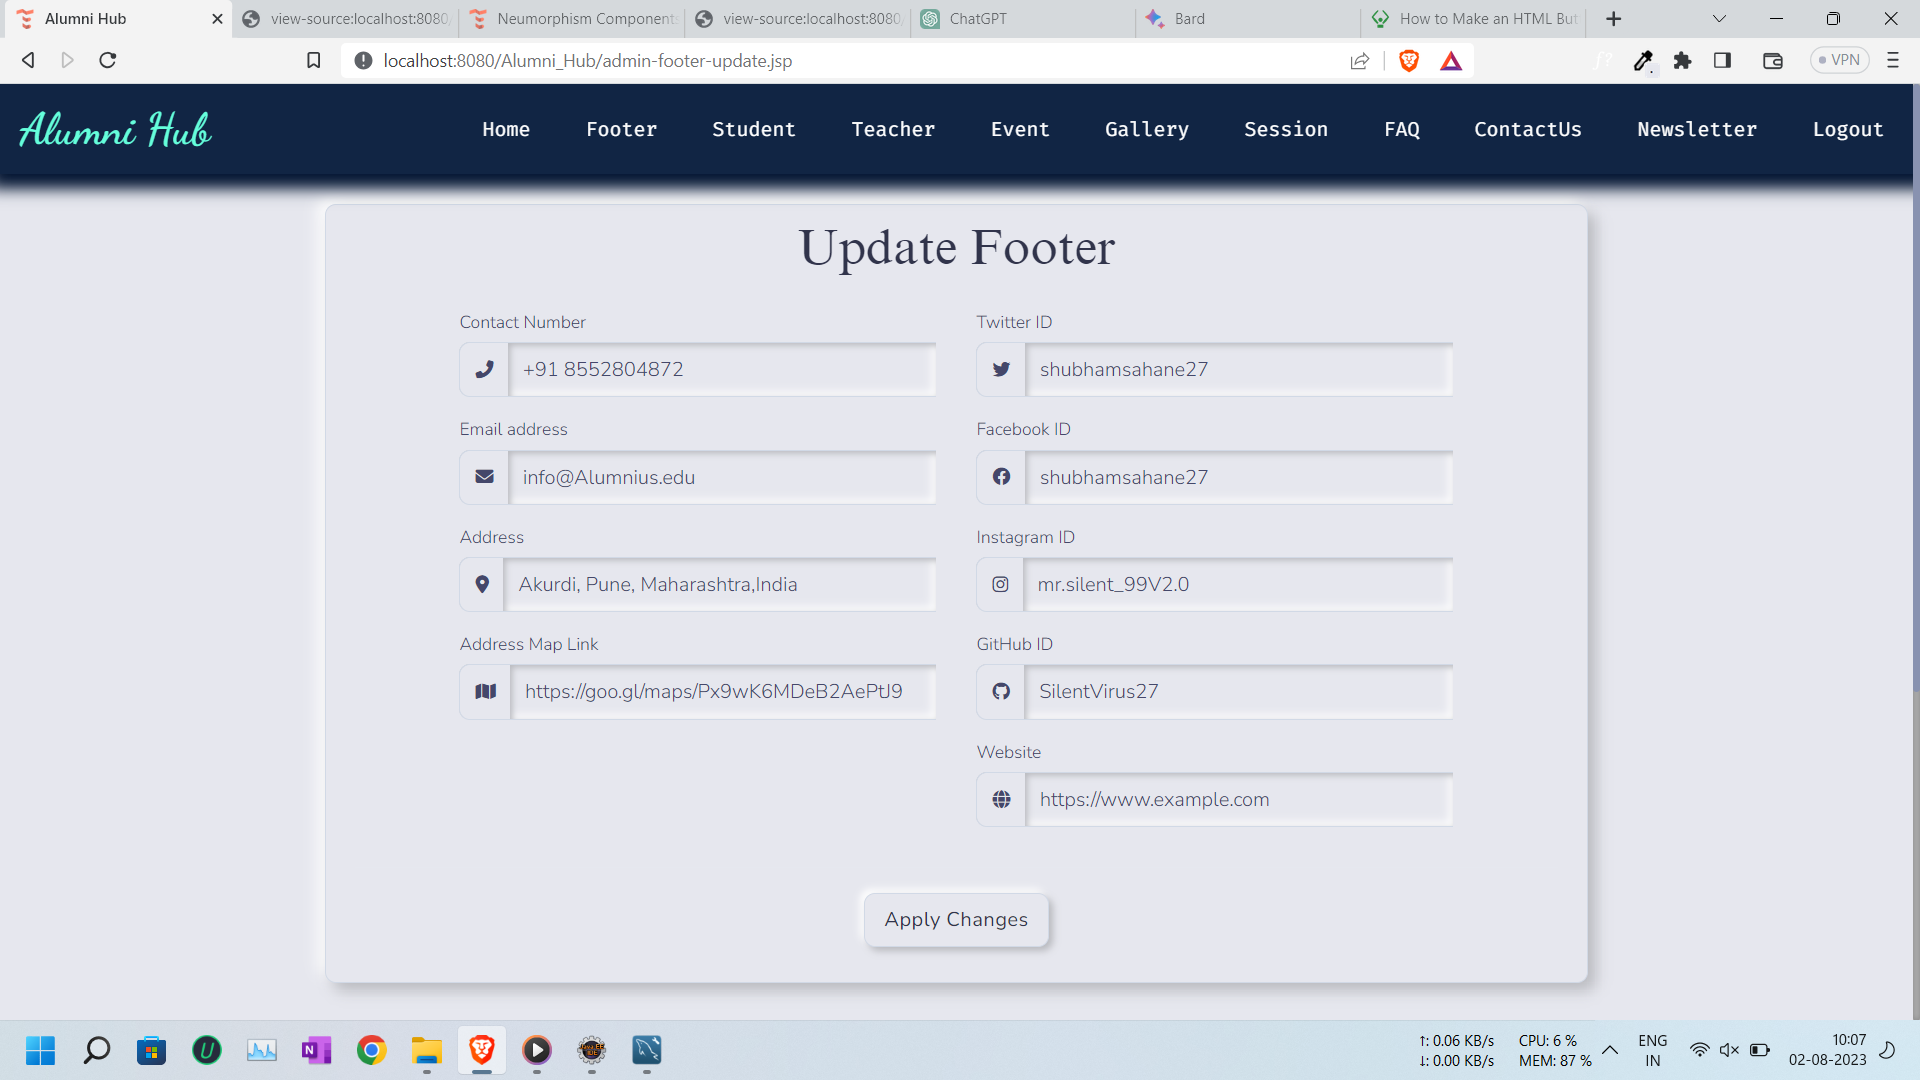 Alumni Hub
view-source:localhost:8080/
Neumorphism Component
view-source:localhost:8080/
ChatGPT
Bard
How to Make an HTML But
localhost:8080/Alumni_Hub/admin-footer-update.jsp
VPN
Alumni Hub
Home
Footer
Student
Teacher
Event
Gallery
Session
FAQ
ContactUs
Newsletter
Logout
Update Footer
Contact Number
+91 8552804872
Email address
info@Alumnius.edu
Address
Akurdi, Pune, Maharashtra,India
Address Map Link
https://goo.gl/maps/Px9wK6MDeB2AePtJ9
Twitter ID
shubhamsahane27
Facebook ID
shubhamsahane27
Instagram ID
mr.silent_99V2.0
GitHub ID
SilentVirus27
Website
https://www.example.com
Apply Changes
↑: 0.06 KB/s
↓: 0.00 KB/s
CPU: 6 %
MEM: 87 %
ENG
IN
10:07
02-08-2023